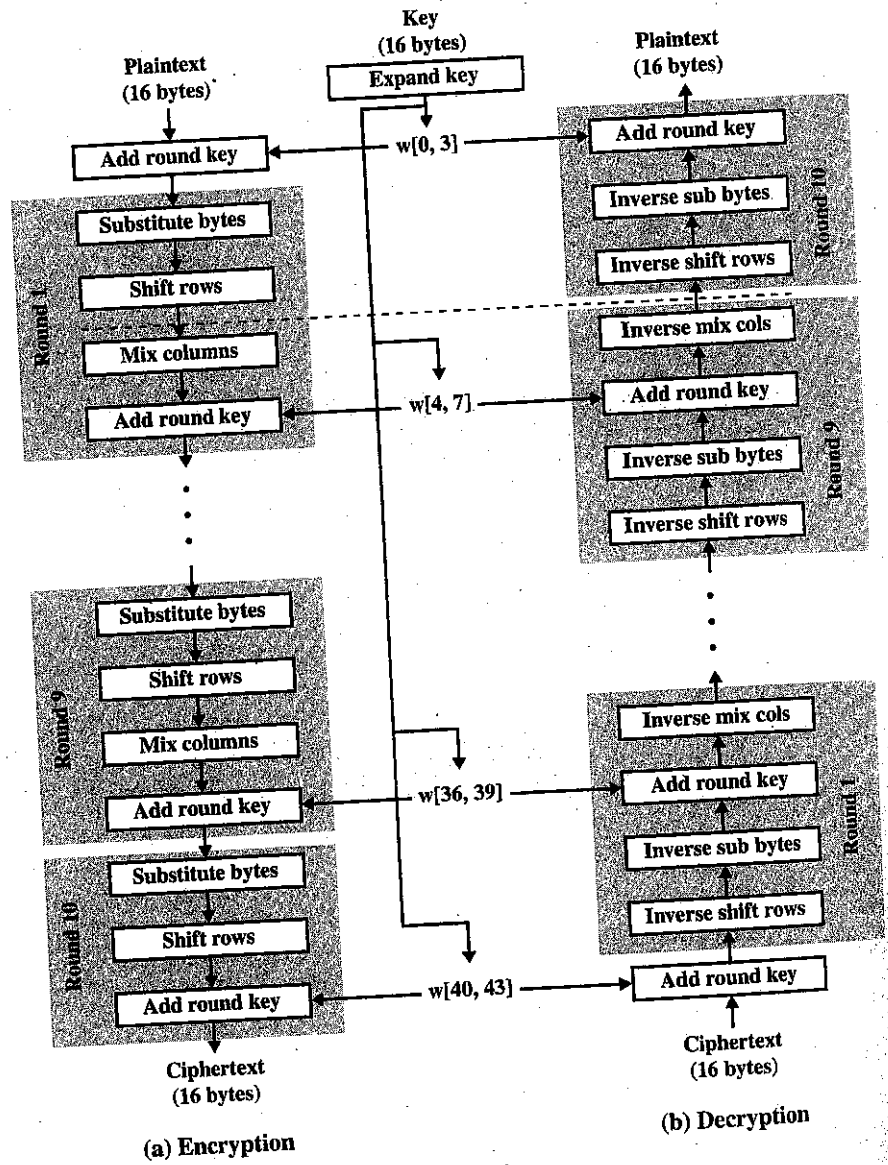 Key
(16 bytes)
Expand key
Plaintext
(16 bytes)
Add round key
Round 1
Substitute bytes
Shift rows
Mix columns
Add round key
Round 9
Substitute bytes
Shift rows
Mix columns
Add round key
Round 10
Substitute bytes
Shift rows
Add round key
Ciphertext
(16 bytes)
(a) Encryption
w[0, 3]
w[4, 7]
w[36, 39]
w[40, 43]
Plaintext
(16 bytes)
Add round key
Inverse sub bytes
Inverse shift rows
Round 10
Inverse mix cols
Add round key
Inverse sub bytes
Inverse shift rows
Round 9
Inverse mix cols
Add round key
Inverse sub bytes
Inverse shift rows
Round 1
Add round key
Ciphertext
(16 bytes)
(b) Decryption